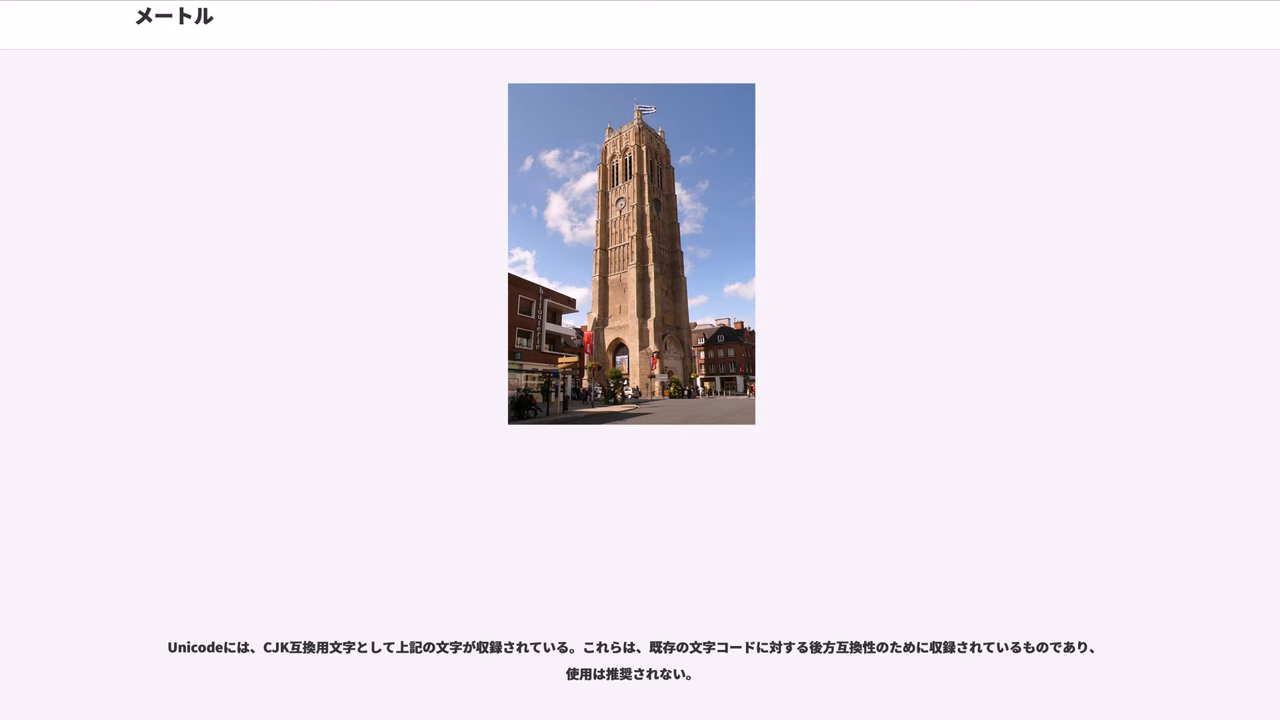 メートル
bijouterie
Unicodeには、CJK互換用文字として上記の文字が収録されている。これらは、既存の文字コードに対する後方互換性のために収録されているものであり、
使用は推奨されない。